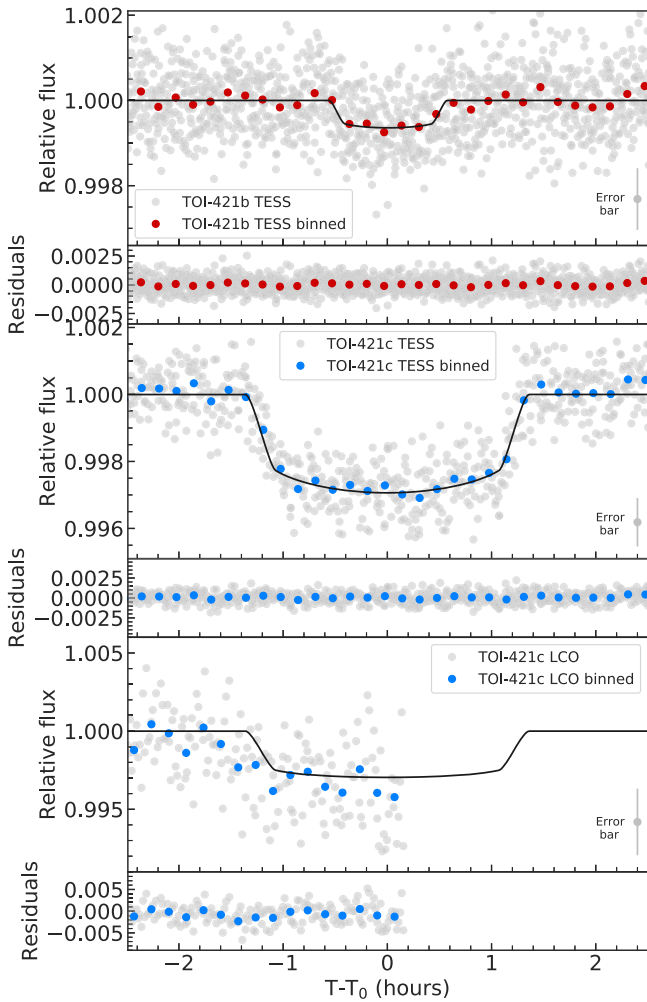 1.002
1.000
0.998
Relative flux
TOI-421b TESS
TOI-421b TESS binned
Error
bar
0.0025
0.0000
−0.0025
Residuals
1.002
1.000
0.998
0.996
Relative flux
TOI-421c TESS
TOI-421c TESS binned
Error
bar
0.0025
0.0000
−0.0025
Residuals
1.005
1.000
0.995
Relative flux
TOI-421c LCO
TOI-421c LCO binned
Error
bar
0.005
0.000
−0.005
Residuals
−2 −1 0 1 2
T-T₀ (hours)